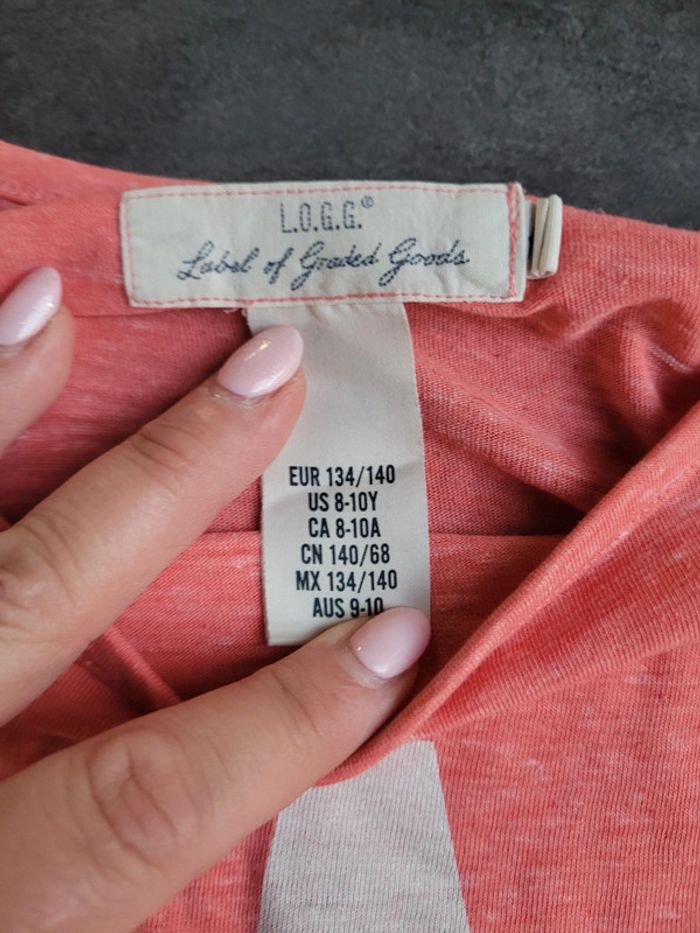 L.O.G.G.®
Label of Graded Goods
EUR 134/140
US 8-10Y
CA 8-10A
CN 140/68
MX 134/140
AUS 9-10